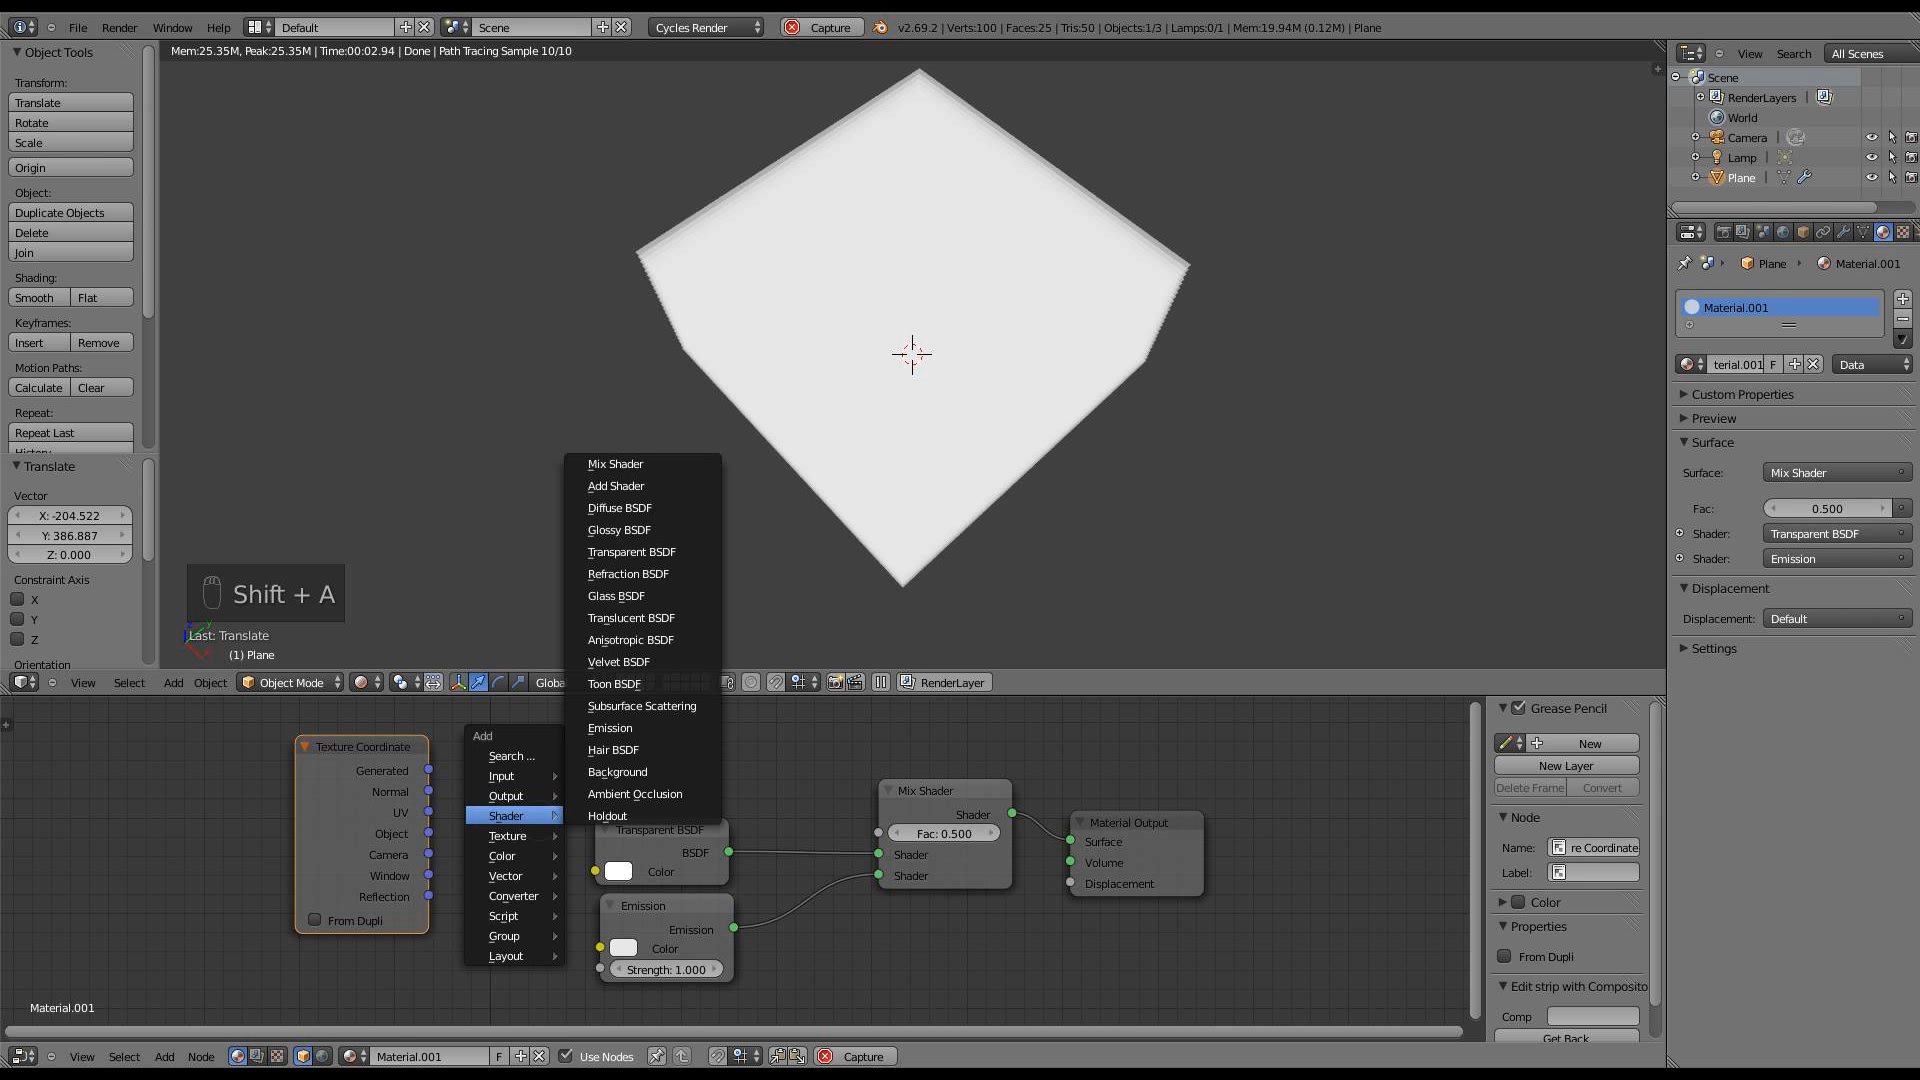 File Render Window Help
Default
Scene
Cycles Render
Capture
v2.69.2 | Verts:100 | Faces:25 | Tris:50 | Objects:1/3 | Lamps:0/1 | Mem:19.94M (0.12M) | Plane
Object Tools
Transform:
Translate
Rotate
Scale
Origin
Object:
Duplicate Objects
Delete
Join
Shading:
Smooth Flat
Keyframes:
Insert Remove
Motion Paths:
Calculate Clear
Repeat:
Repeat Last
Translate
Vector
X: -204.522
Y: 386.887
Z: 0.000
Constraint Axis
X
Y
Z
Orientation
Mem:25.35M, Peak:25.35M | Time:00:02.94 | Done | Path Tracing Sample 10/10
Shift + A
Last: Translate
(1) Plane
View Select Add Object
Object Mode
Globa
RenderLayer
Mix Shader
Add Shader
Diffuse BSDF
Glossy BSDF
Transparent BSDF
Refraction BSDF
Glass BSDF
Translucent BSDF
Anisotropic BSDF
Velvet BSDF
Toon BSDF
Subsurface Scattering
Emission
Hair BSDF
Background
Ambient Occlusion
Holdout
Add
Search ...
Input
Output
Shader
Texture
Color
Vector
Converter
Script
Group
Layout
Texture Coordinate
Generated
Normal
UV
Object
Camera
Window
Reflection
From Dupli
Transparent BSDF
BSDF
Color
Emission
Emission
Color
Strength: 1.000
Mix Shader
Shader
Fac: 0.500
Shader
Shader
Material Output
Surface
Volume
Displacement
Material.001
View Select Add Node
Material.001
F
Use Nodes
Capture
Grease Pencil
New
New Layer
Delete Frame Convert
Node
Name: re Coordinate
Label:
Color
Properties
From Dupli
Edit strip with Composito
Comp
Get Back
View Search All Scenes
Scene
RenderLayers
World
Camera
Lamp
Plane
Plane
Material.001
Material.001
terial.001 F
Data
Custom Properties
Preview
Surface
Surface: Mix Shader
Fac: 0.500
Shader: Transparent BSDF
Shader: Emission
Displacement
Displacement: Default
Settings